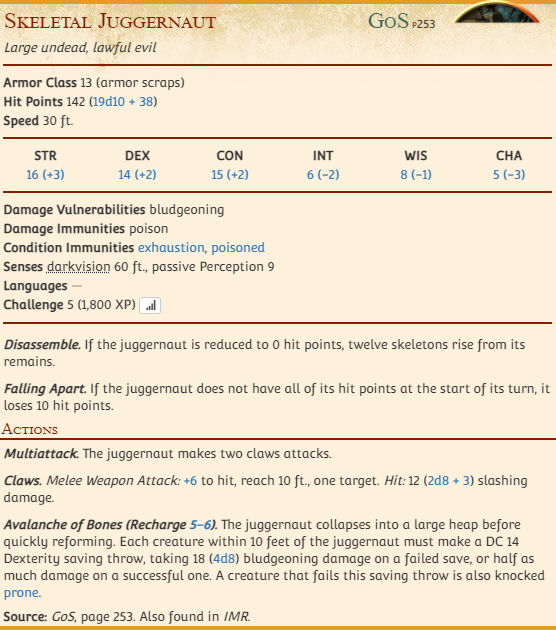 Skeletal Juggernaut GoS p253
Large undead, lawful evil
Armor Class 13 (armor scraps)
Hit Points 142 (19d10 + 38)
Speed 30 ft.
STR DEX CON INT WIS CHA
16 (+3) 14 (+2) 15 (+2) 6 (−2) 8 (−1) 5 (−3)
Damage Vulnerabilities bludgeoning
Damage Immunities poison
Condition Immunities exhaustion, poisoned
Senses darkvision 60 ft., passive Perception 9
Languages —
Challenge 5 (1,800 XP)
Disassemble. If the juggernaut is reduced to 0 hit points, twelve skeletons rise from its
remains.
Falling Apart. If the juggernaut does not have all of its hit points at the start of its turn, it
loses 10 hit points.
Actions
Multiattack. The juggernaut makes two claws attacks.
Claws. Melee Weapon Attack: +6 to hit, reach 10 ft., one target. Hit: 12 (2d8 + 3) slashing
damage.
Avalanche of Bones (Recharge 5–6). The juggernaut collapses into a large heap before
quickly reforming. Each creature within 10 feet of the juggernaut must make a DC 14
Dexterity saving throw, taking 18 (4d8) bludgeoning damage on a failed save, or half as
much damage on a successful one. A creature that fails this saving throw is also knocked
prone.
Source: GoS, page 253. Also found in IMR.